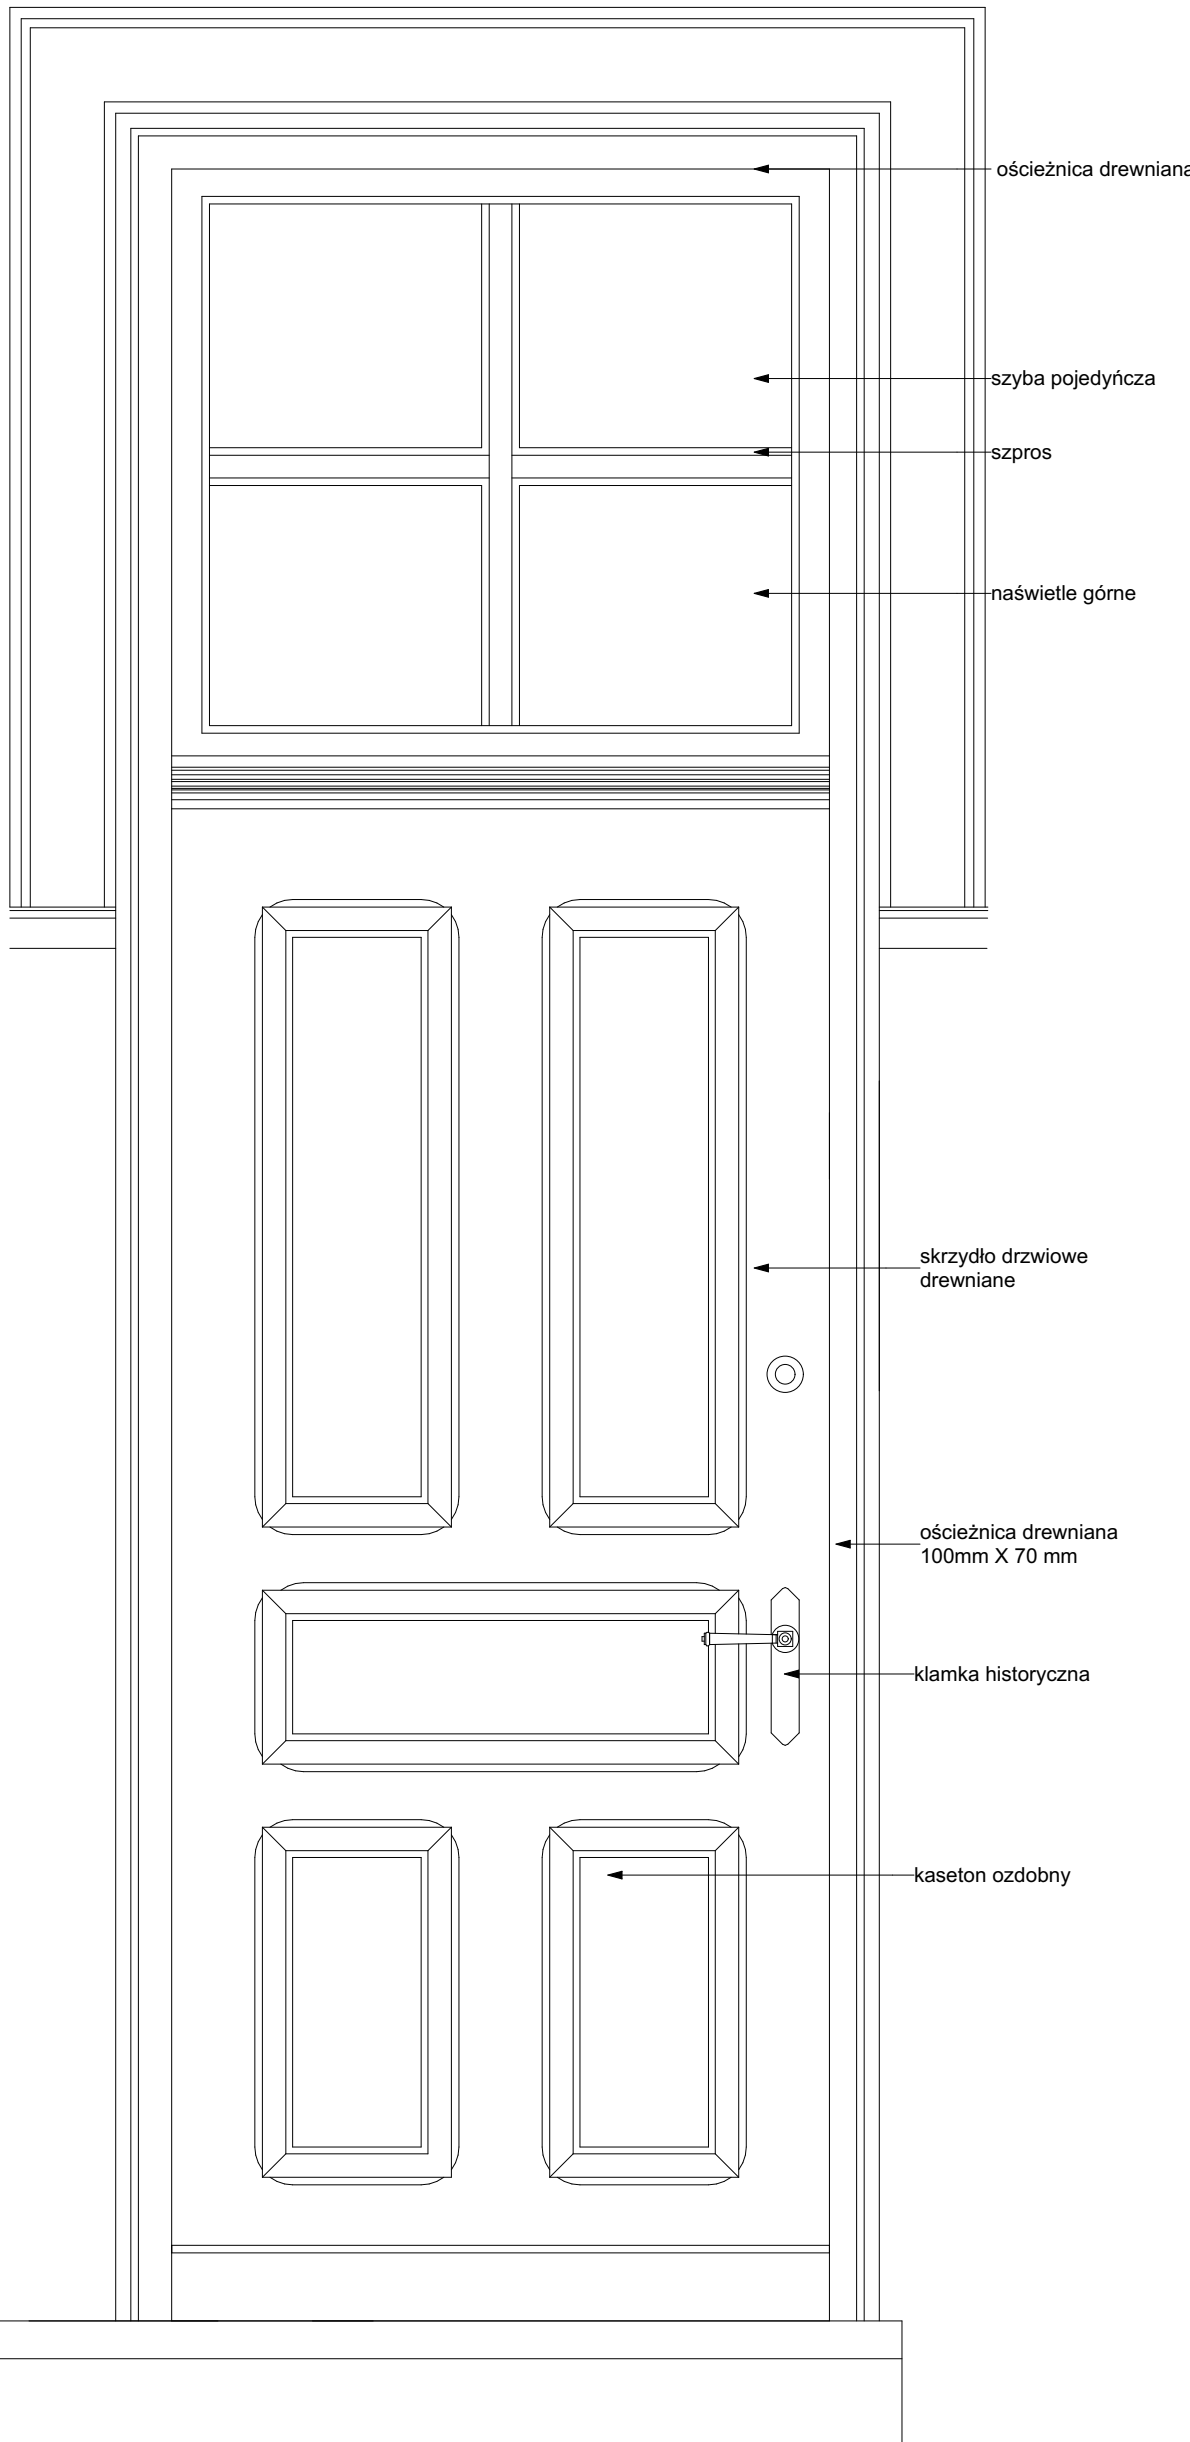 ościeżnica drewniana
szyba pojedyńcza
szpros
naświetle górne
skrzydło drzwiowe
drewniane
ościeżnica drewniana
100mm X 70 mm
klamka historyczna
kaseton ozdobny